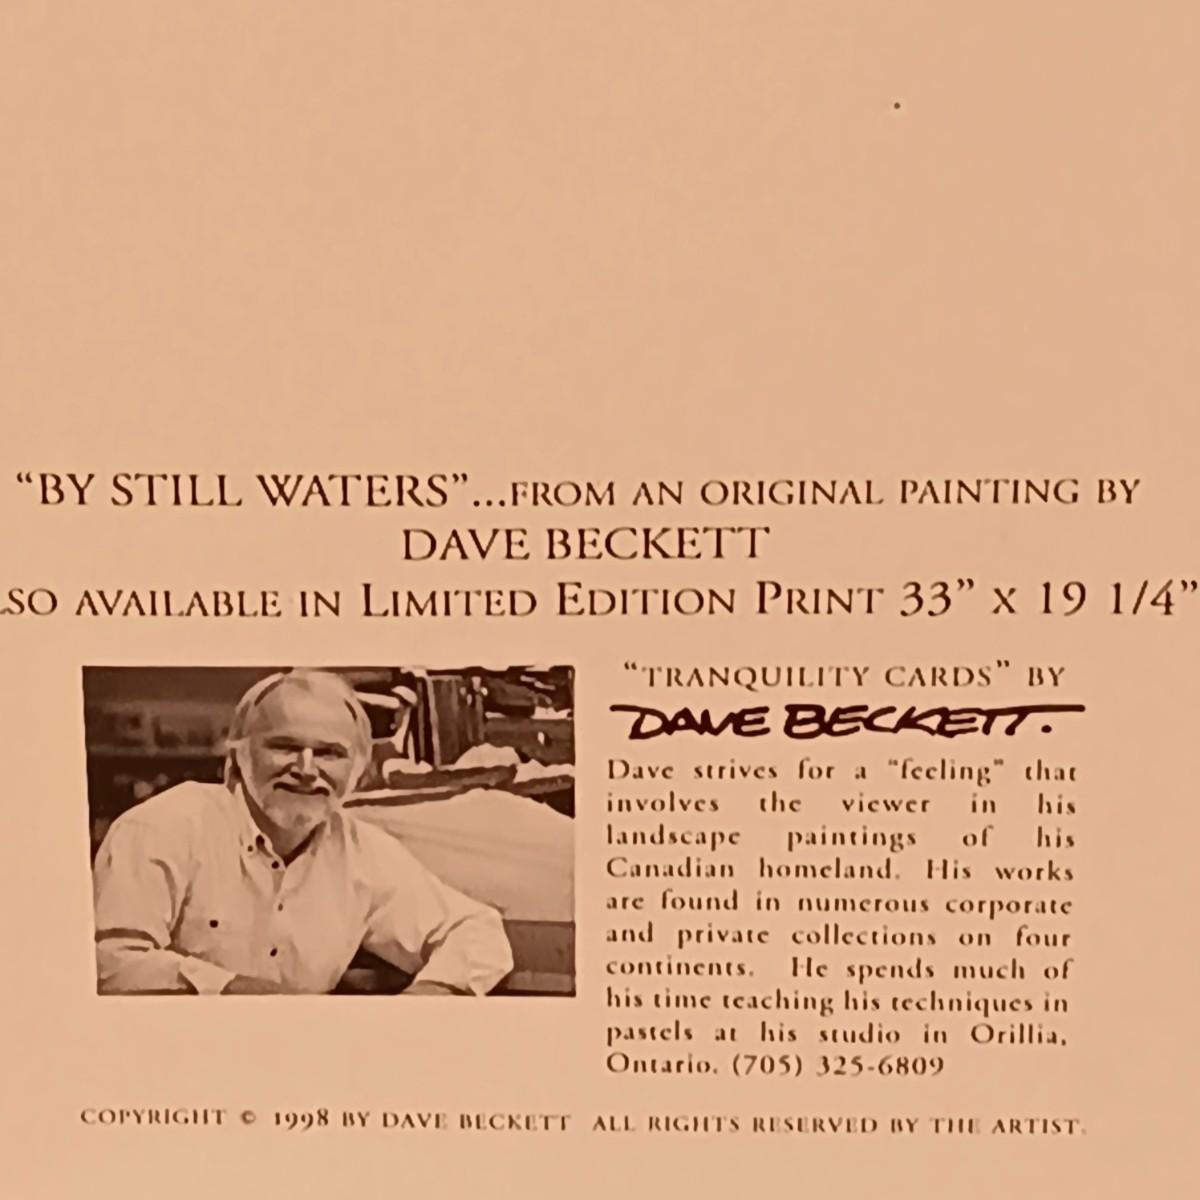 “BY STILL WATERS”...FROM AN ORIGINAL PAINTING BY
DAVE BECKETT
LSO AVAILABLE IN LIMITED EDITION PRINT 33” X 19 1/4”
“TRANQUILITY CARDS” BY
DAVE BECKETT.
Dave strives for a "feeling" that
involves the viewer in his
landscape paintings of his
Canadian homeland. His works
are found in numerous corporate
and private collections on four
continents. He spends much of
his time teaching his techniques in
pastels at his studio in Orillia,
Ontario. (705) 325-6809
COPYRIGHT © 1998 BY DAVE BECKETT ALL RIGHTS RESERVED BY THE ARTIST.